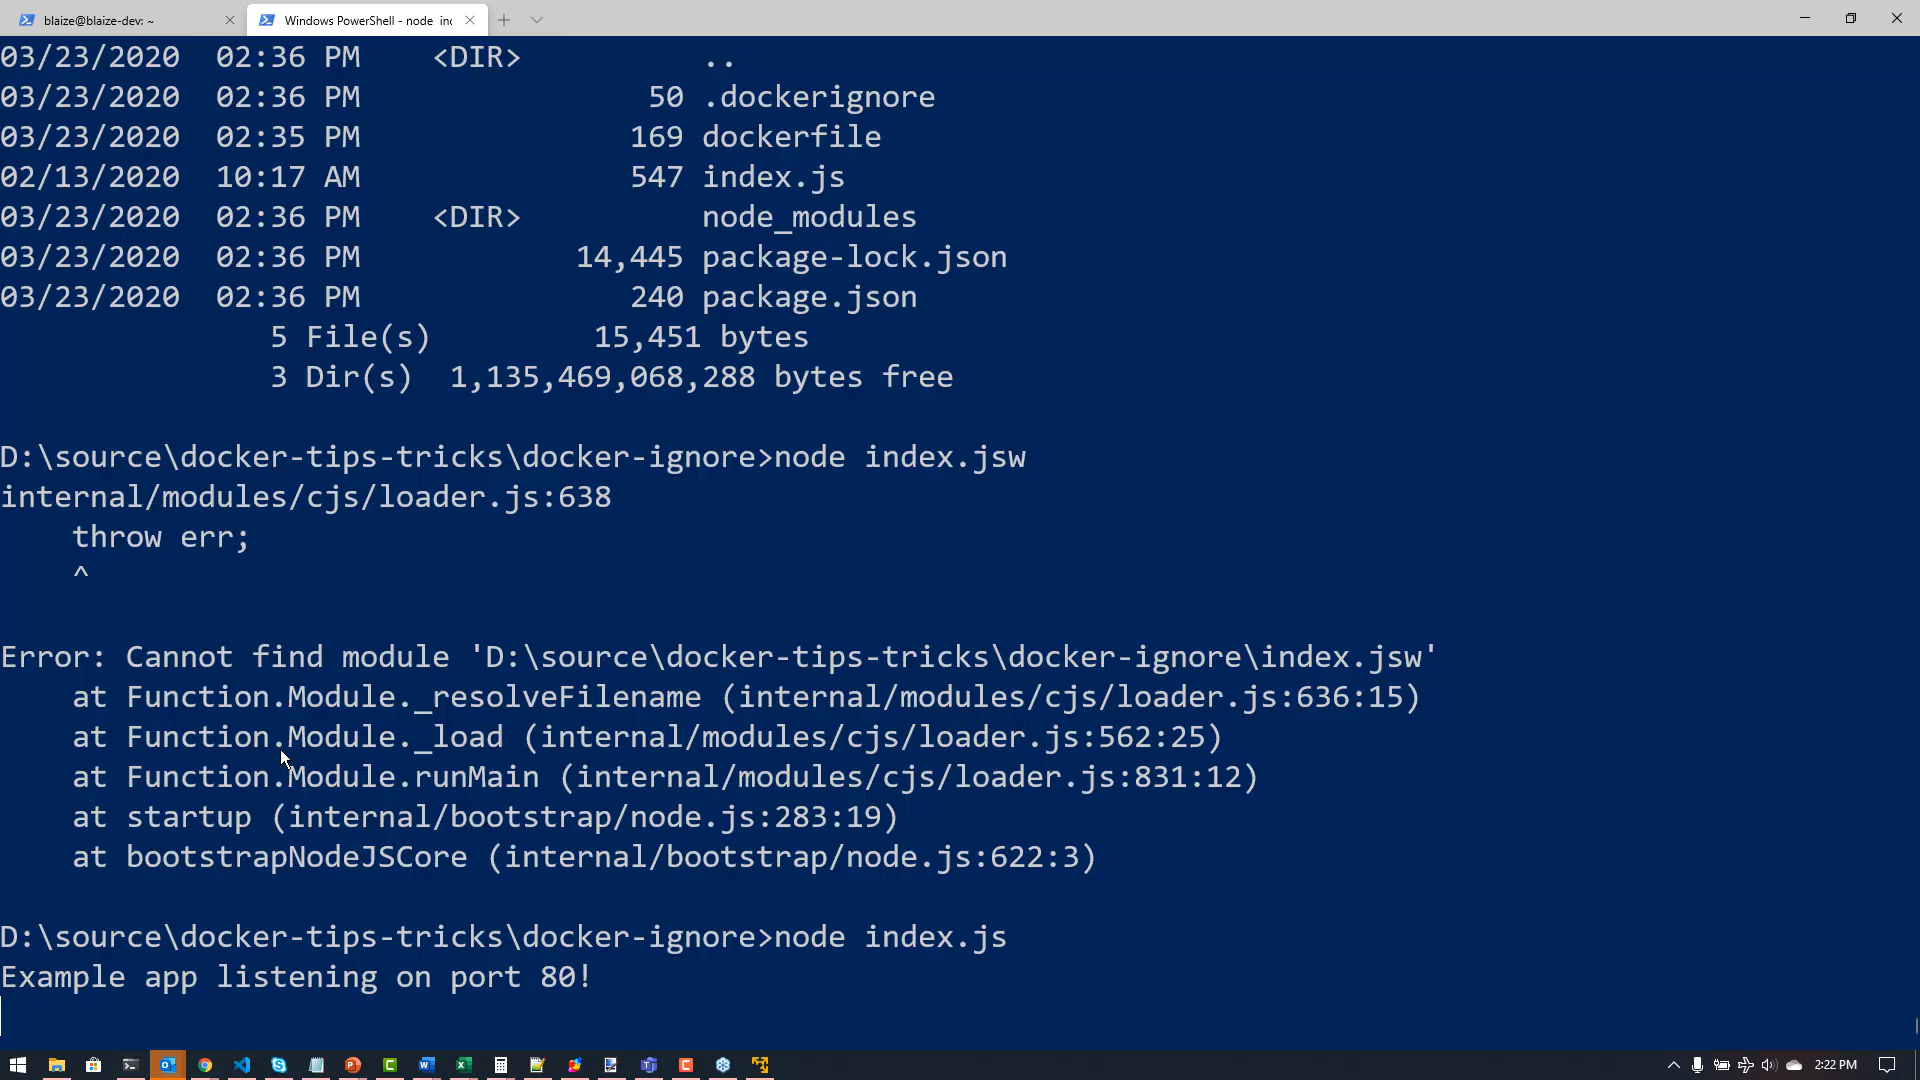 blaize@blaize-dev: ~
Windows PowerShell - node inc
03/23/2020  02:36 PM    <DIR>          ..
03/23/2020  02:36 PM                50 .dockerignore
03/23/2020  02:35 PM               169 dockerfile
02/13/2020  10:17 AM               547 index.js
03/23/2020  02:36 PM    <DIR>          node_modules
03/23/2020  02:36 PM            14,445 package-lock.json
03/23/2020  02:36 PM               240 package.json
5 File(s)         15,451 bytes
3 Dir(s)  1,135,469,068,288 bytes free
D:\source\docker-tips-tricks\docker-ignore>node index.jsw
internal/modules/cjs/loader.js:638
throw err;
^
Error: Cannot find module 'D:\source\docker-tips-tricks\docker-ignore\index.jsw'
at Function.Module._resolveFilename (internal/modules/cjs/loader.js:636:15)
at Function.Module._load (internal/modules/cjs/loader.js:562:25)
at Function.Module.runMain (internal/modules/cjs/loader.js:831:12)
at startup (internal/bootstrap/node.js:283:19)
at bootstrapNodeJSCore (internal/bootstrap/node.js:622:3)
D:\source\docker-tips-tricks\docker-ignore>node index.js
Example app listening on port 80!
2:22 PM